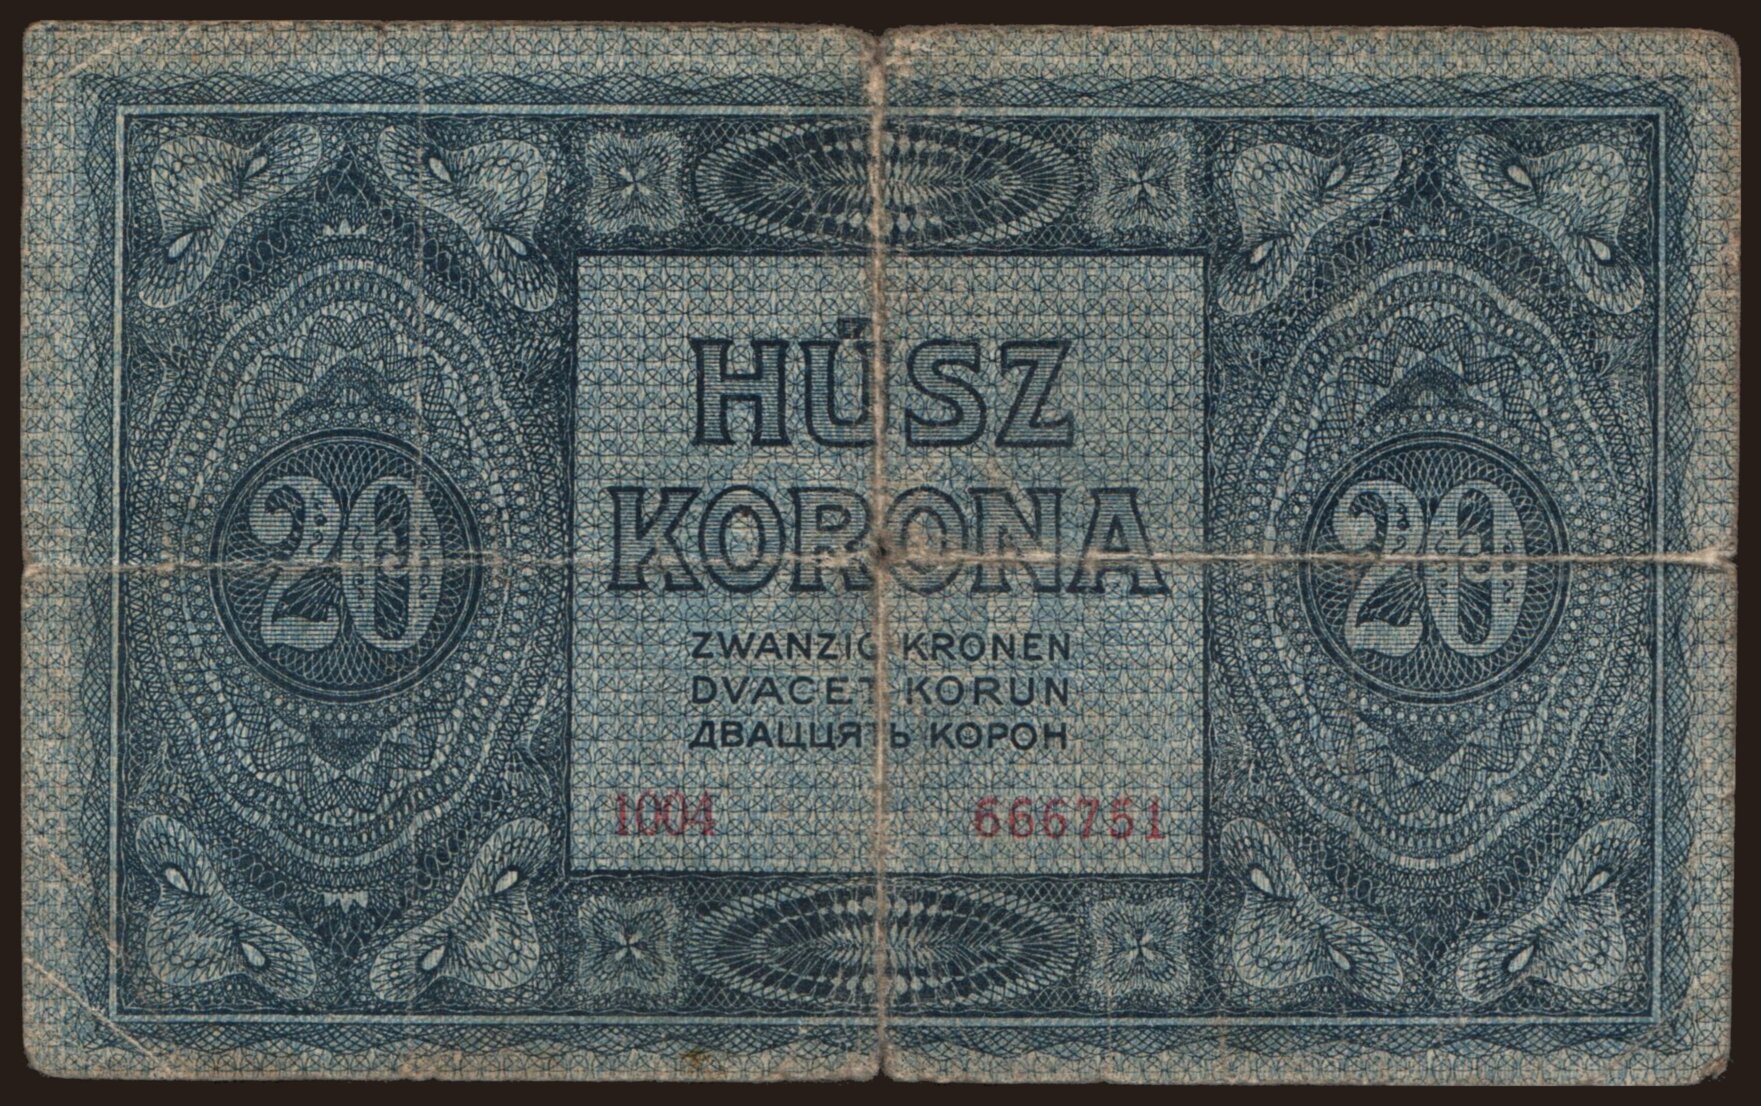 HÚSZ
KORONA
20
20
ZWANZIG KRONEN
DVACET KORUN
ДВАЦЦЯТЬ КОРОН
1004 666751